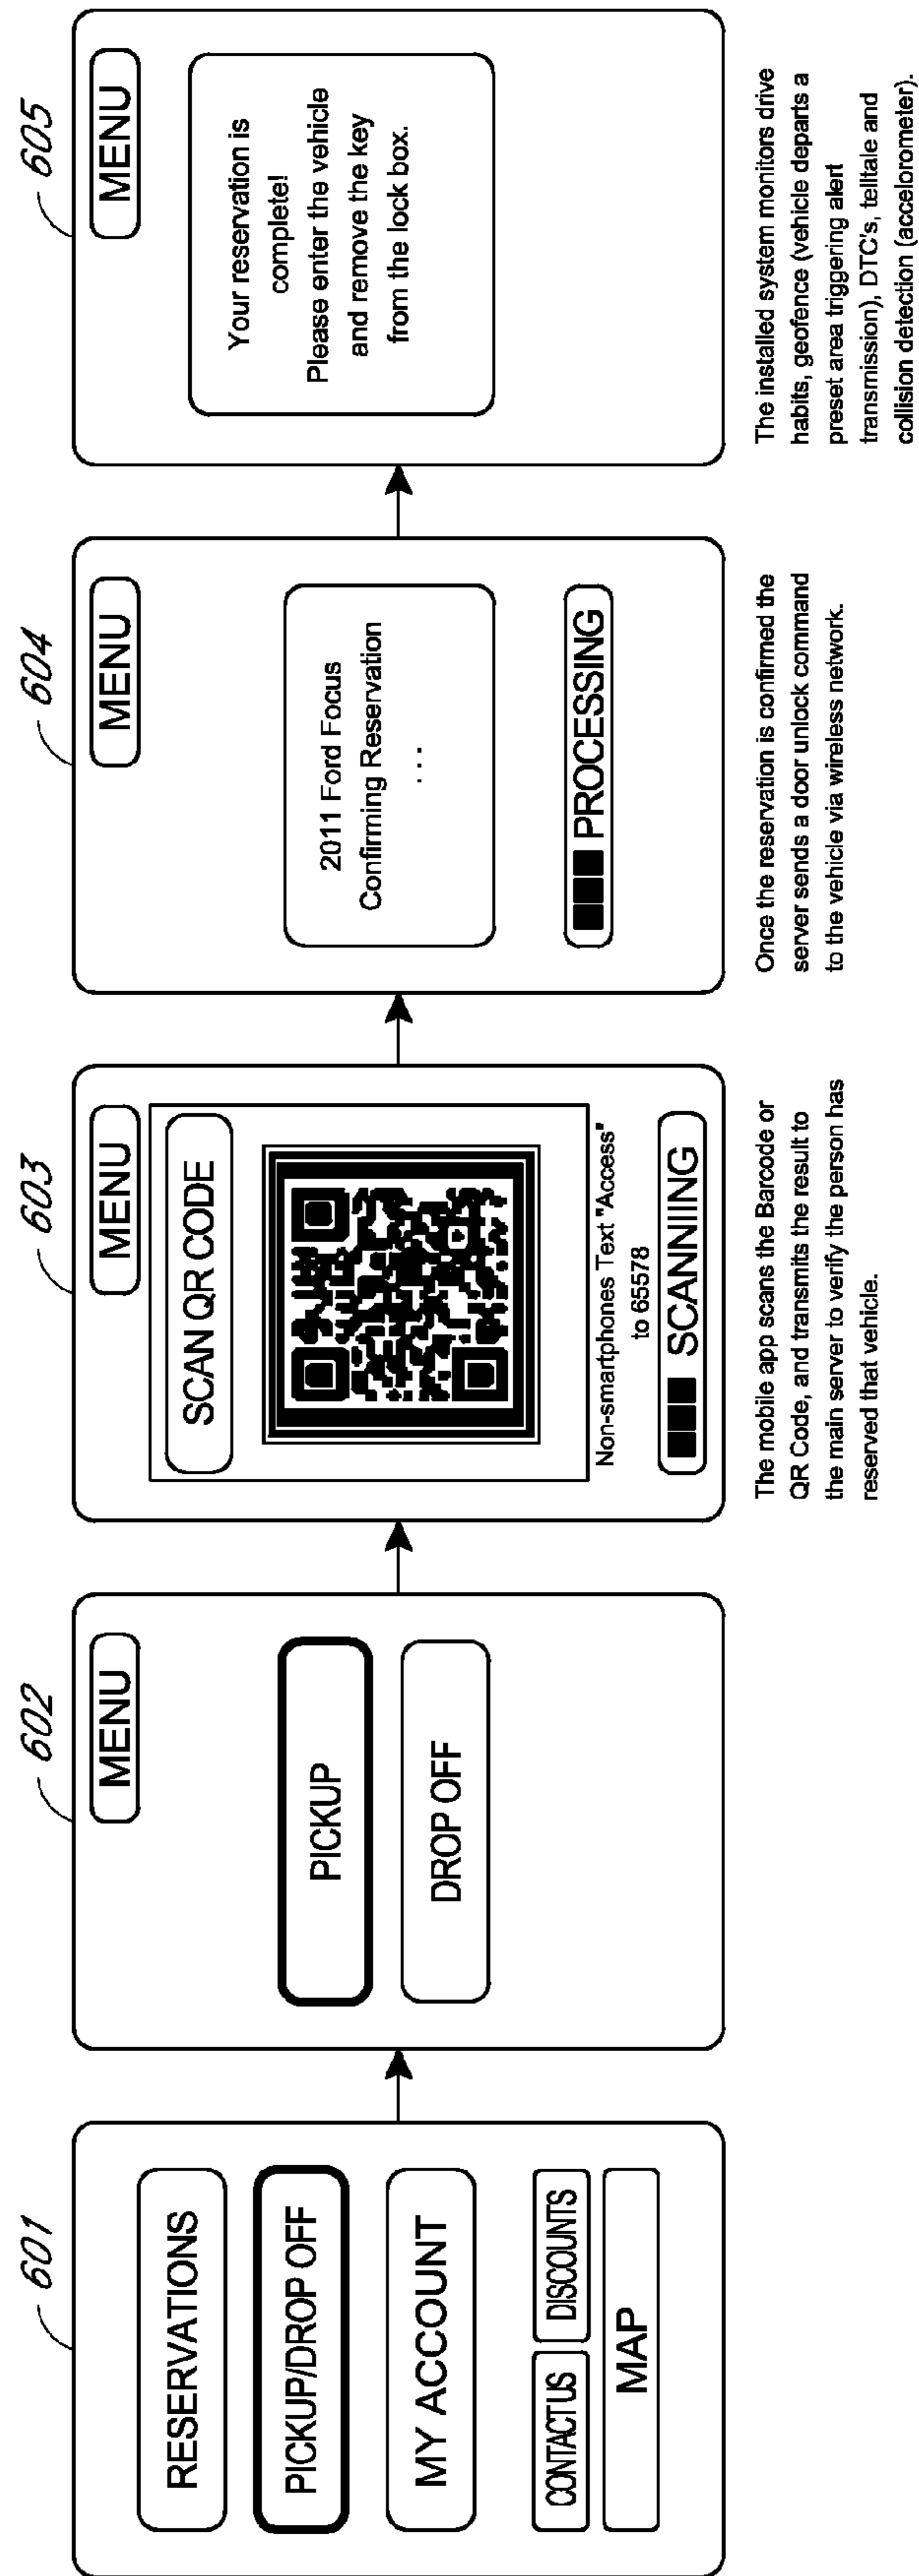 601
RESERVATIONS
PICKUP/DROP OFF
MY ACCOUNT
CONTACT US
DISCOUNTS
MAP
602
MENU
PICKUP
DROP OFF
603
MENU
SCAN QR CODE
Non-smartphones Text "Access"
to 65578
SCANNIING
The mobile app scans the Barcode or
QR Code, and transmits the result to
the main server to verify the person has
reserved that vehicle.
604
MENU
2011 Ford Focus
Confirming Reservation
...
PROCESSING
Once the reservation is confirmed the
server sends a door unlock command
to the vehicle via wireless network.
605
MENU
Your reservation is
complete!
Please enter the vehicle
and remove the key
from the lock box.
The installed system monitors drive
habits, geofence (vehicle departs a
preset area triggering alert
transmission), DTC's, telltale and
collision detection (accelorometer).